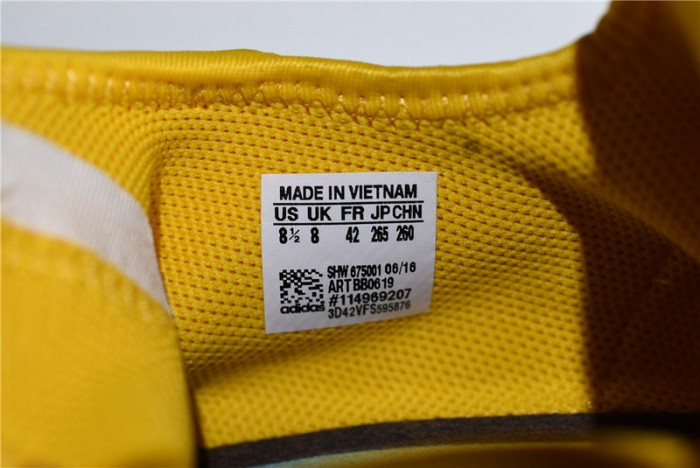 MADE IN VIETNAM
US UK FR JP CHN
8½ 8 42 265 260
SHW 675001 06/16
ART BB0619
#114969207
adidas 3D42VFS595876